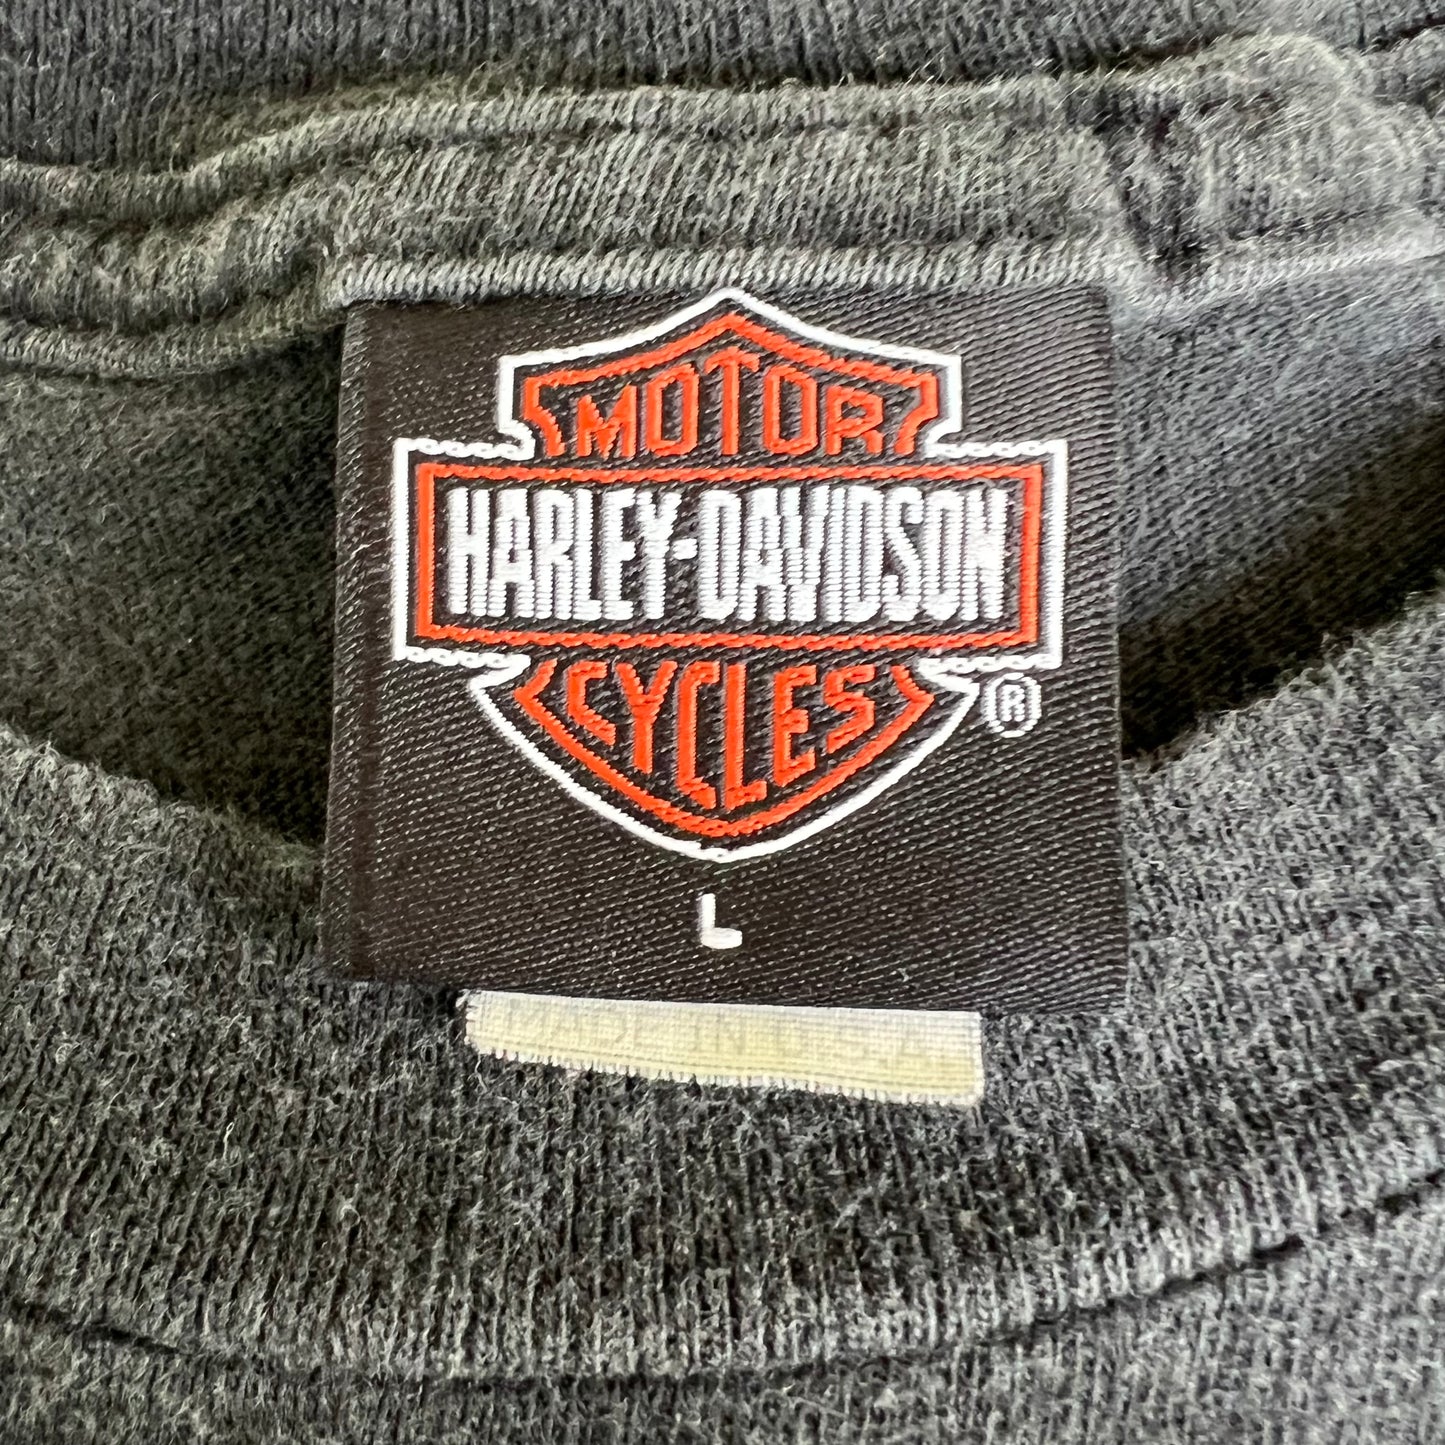 MOTOR
HARLEY-DAVIDSON
CYCLES
®
L
MADE IN U.S.A.